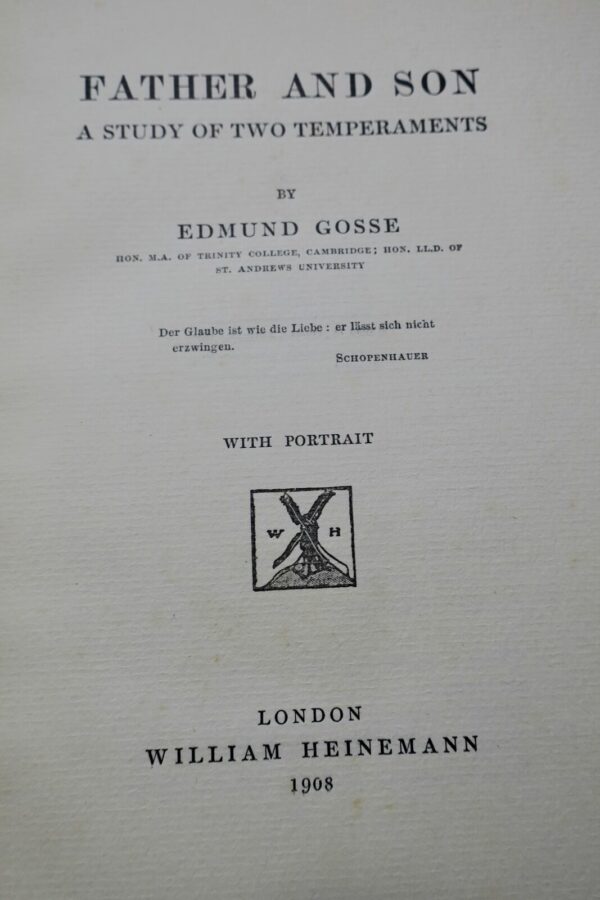 FATHER AND SON
A STUDY OF TWO TEMPERAMENTS
BY
EDMUND GOSSE
HON. M.A. OF TRINITY COLLEGE, CAMBRIDGE; HON. LL.D. OF
ST. ANDREWS UNIVERSITY
Der Glaube ist wie die Liebe : er lässt sich nicht
erzwingen.
SCHOPENHAUER
WITH PORTRAIT
W H
LONDON
WILLIAM HEINEMANN
1908